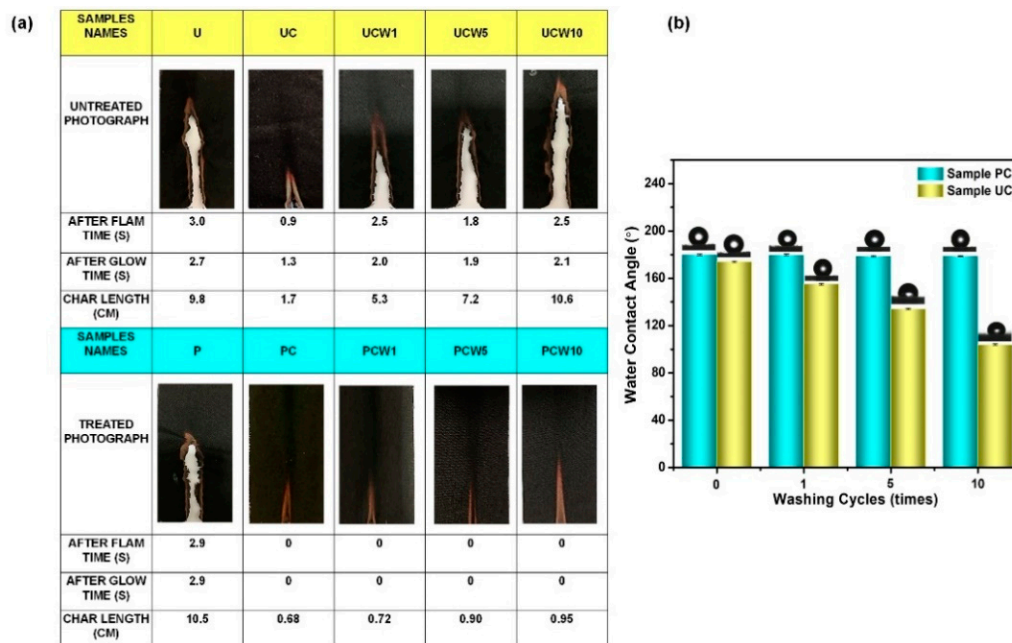 (a)
SAMPLES NAMES U UC UCW1 UCW5 UCW10
UNTREATED PHOTOGRAPH
AFTER FLAM TIME (S) 3.0 0.9 2.5 1.8 2.5
AFTER GLOW TIME (S) 2.7 1.3 2.0 1.9 2.1
CHAR LENGTH (CM) 9.8 1.7 5.3 7.2 10.6
SAMPLES NAMES P PC PCW1 PCW5 PCW10
TREATED PHOTOGRAPH
AFTER FLAM TIME (S) 2.9 0 0 0 0
AFTER GLOW TIME (S) 2.9 0 0 0 0
CHAR LENGTH (CM) 10.5 0.68 0.72 0.90 0.95
(b)
Sample PC
Sample UC
Water Contact Angle (°)
240
200
160
120
80
40
0
0 1 5 10
Washing Cycles (times)